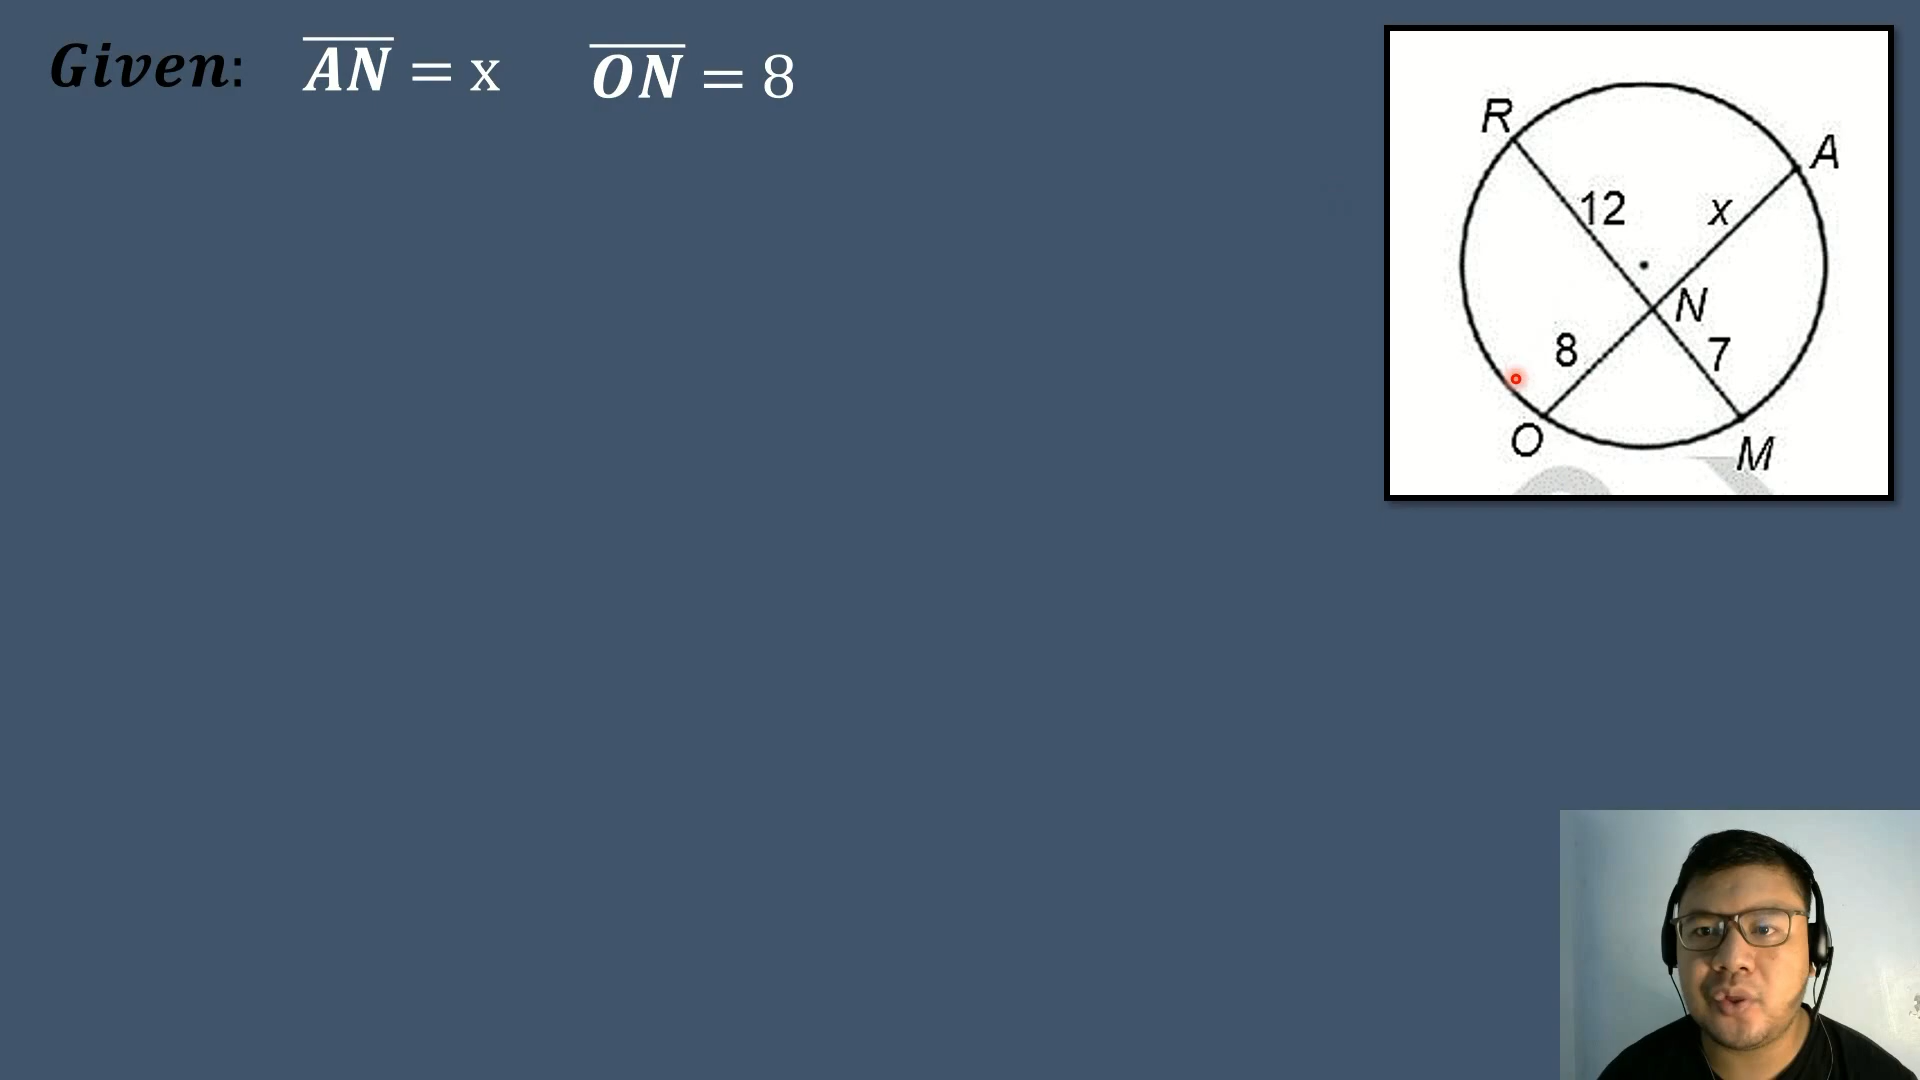 Given: AN = x ON = 8
R
A
12
x
N
8
7
O
M